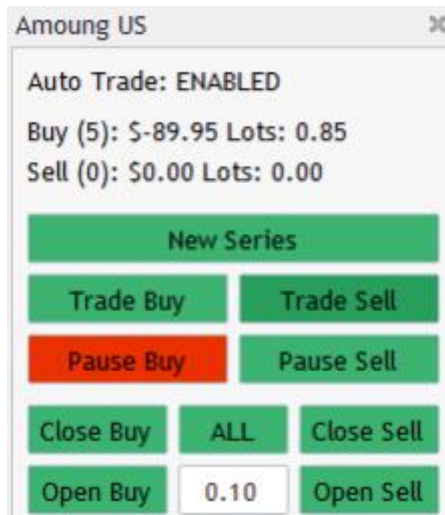 Amoung US
Auto Trade: ENABLED
Buy (5): $-89.95 Lots: 0.85
Sell (0): $0.00 Lots: 0.00
New Series
Trade Buy Trade Sell
Pause Buy Pause Sell
Close Buy ALL Close Sell
Open Buy 0.10 Open Sell